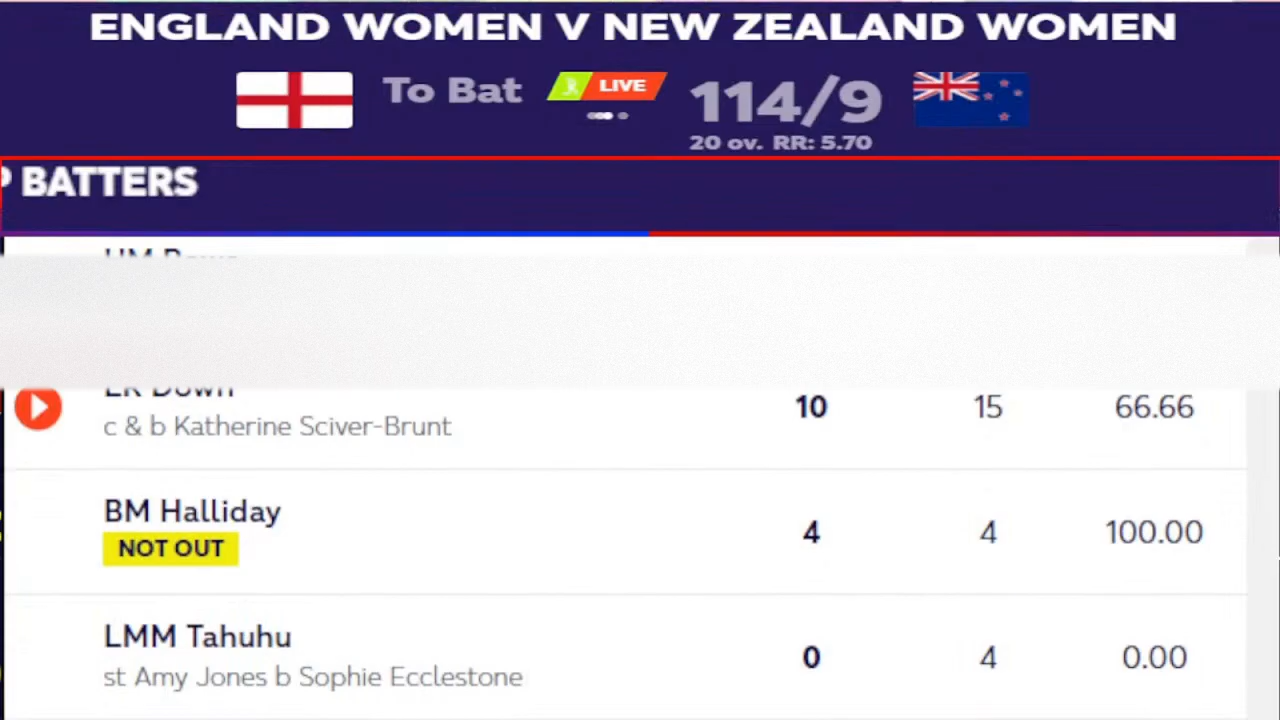 ENGLAND WOMEN V NEW ZEALAND WOMEN
To Bat LIVE 114/9
20 ov. RR: 5.70
BATTERS
c & b Katherine Sciver-Brunt 10 15 66.66
BM Halliday
NOT OUT 4 4 100.00
LMM Tahuhu
st Amy Jones b Sophie Ecclestone 0 4 0.00